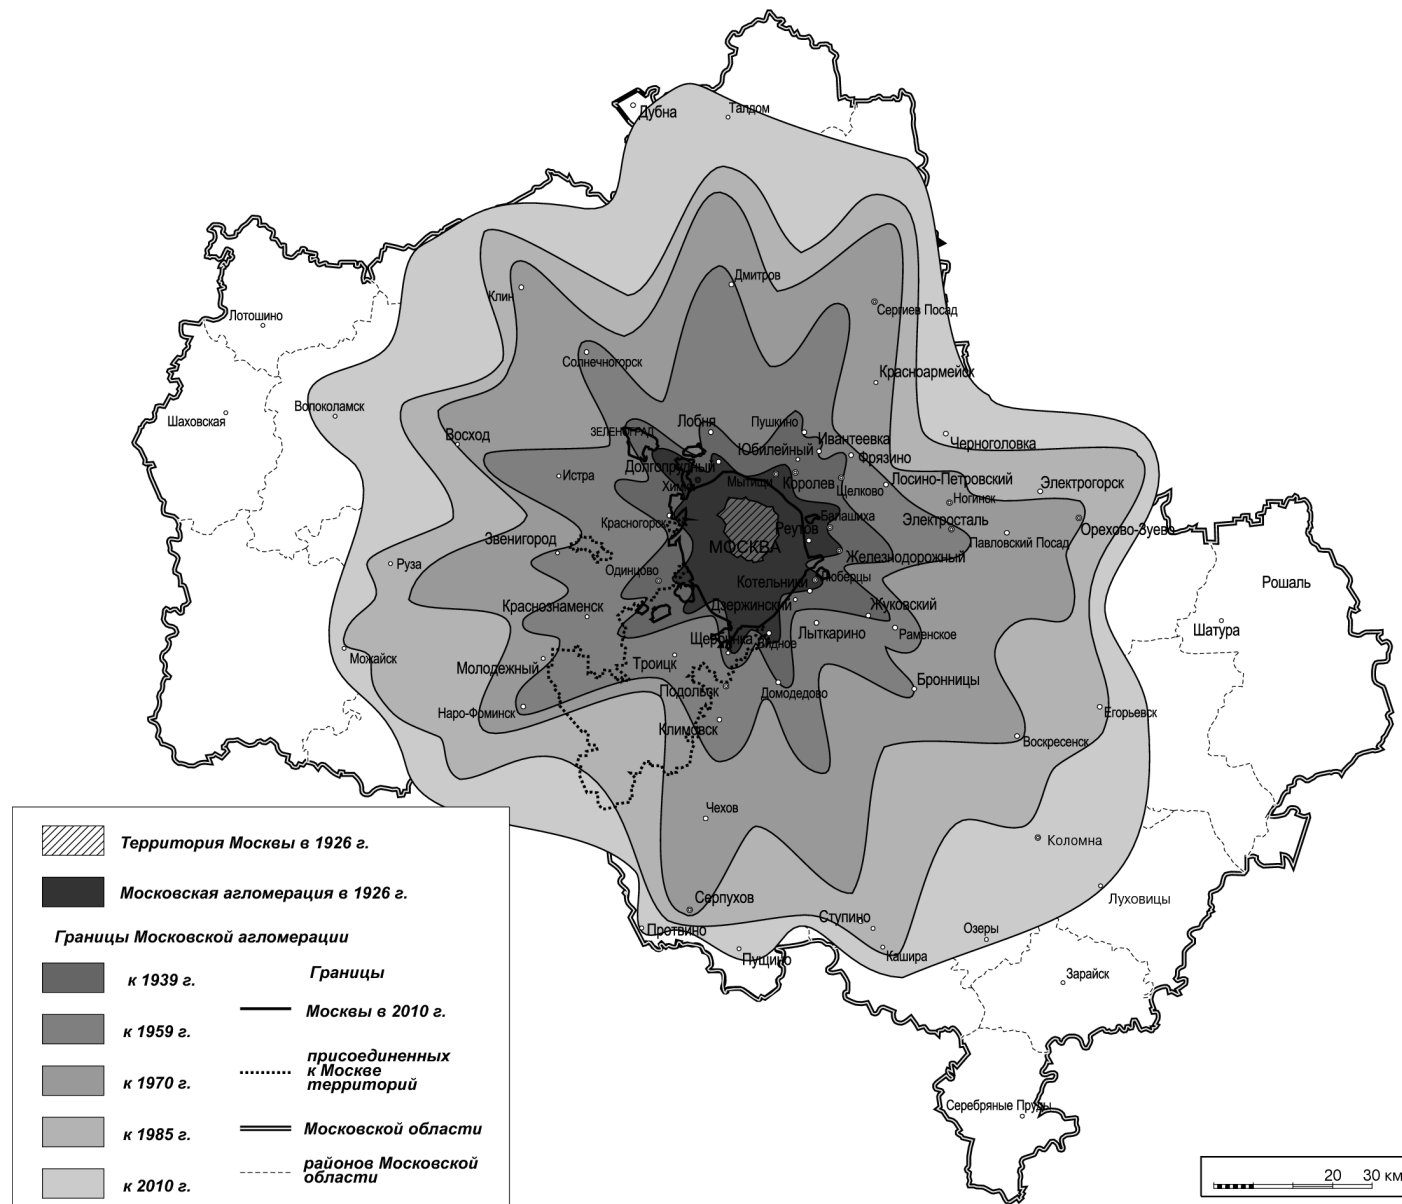 Дубна
Талдом
Клин
Дмитров
Сергиев Посад
Лотошино
Солнечногорск
Красноармейск
Волоколамск
Шаховская
Восход
ЗЕЛЕНОГРАД
Лобня
Пушкино
Ивантеевка
Черноголовка
Юбилейный
Фрязино
Долгопрудный
Истра
Мытищи
Королев
Лосино-Петровский
Электрогорск
Щелково
Ногинск
Красногорск
Балашиха
Реутов
Электросталь
Орехово-Зуево
Звенигород
МОСКВА
Павловский Посад
Железнодорожный
Руза
Одинцово
Котельники
Люберцы
Рошаль
Краснознаменск
Дзержинский
Жуковский
Шатура
Щербинка
Лыткарино
Раменское
Можайск
Молодежный
Троицк
Подольск
Домодедово
Бронницы
Наро-Фоминск
Климовск
Егорьевск
Воскресенск
Чехов
Коломна
Серпухов
Луховицы
Ступино
Протвино
Озеры
Пущино
Кашира
Зарайск
Серебряные Пруды
Территория Москвы в 1926 г.
Московская агломерация в 1926 г.
Границы Московской агломерации
к 1939 г.
к 1959 г.
к 1970 г.
к 1985 г.
к 2010 г.
Границы
Москвы в 2010 г.
присоединенных
к Москве
территорий
Московской области
районов Московской
области
20 30 км